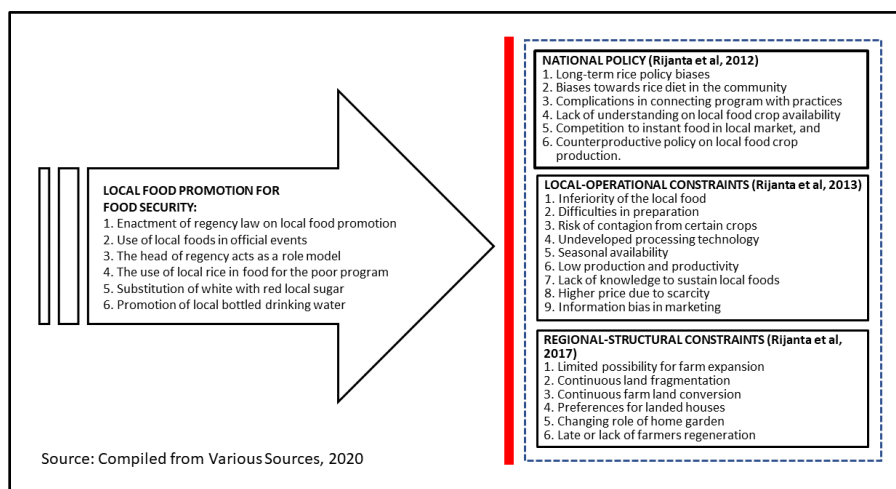 LOCAL FOOD PROMOTION FOR
FOOD SECURITY:
1. Enactment of regency law on local food promotion
2. Use of local foods in official events
3. The head of regency acts as a role model
4. The use of local rice in food for the poor program
5. Substitution of white with red local sugar
6. Promotion of local bottled drinking water
NATIONAL POLICY (Rijanta et al, 2012)
1. Long-term rice policy biases
2. Biases towards rice diet in the community
3. Complications in connecting program with practices
4. Lack of understanding on local food crop availability
5. Competition to instant food in local market, and
6. Counterproductive policy on local food crop
production.
LOCAL-OPERATIONAL CONSTRAINTS (Rijanta et al, 2013)
1. Inferiority of the local food
2. Difficulties in preparation
3. Risk of contagion from certain crops
4. Undeveloped processing technology
5. Seasonal availability
6. Low production and productivity
7. Lack of knowledge to sustain local foods
8. Higher price due to scarcity
9. Information bias in marketing
REGIONAL-STRUCTURAL CONSTRAINTS (Rijanta et al,
2017)
1. Limited possibility for farm expansion
2. Continuous land fragmentation
3. Continuous farm land conversion
4. Preferences for landed houses
5. Changing role of home garden
6. Late or lack of farmers regeneration
Source: Compiled from Various Sources, 2020